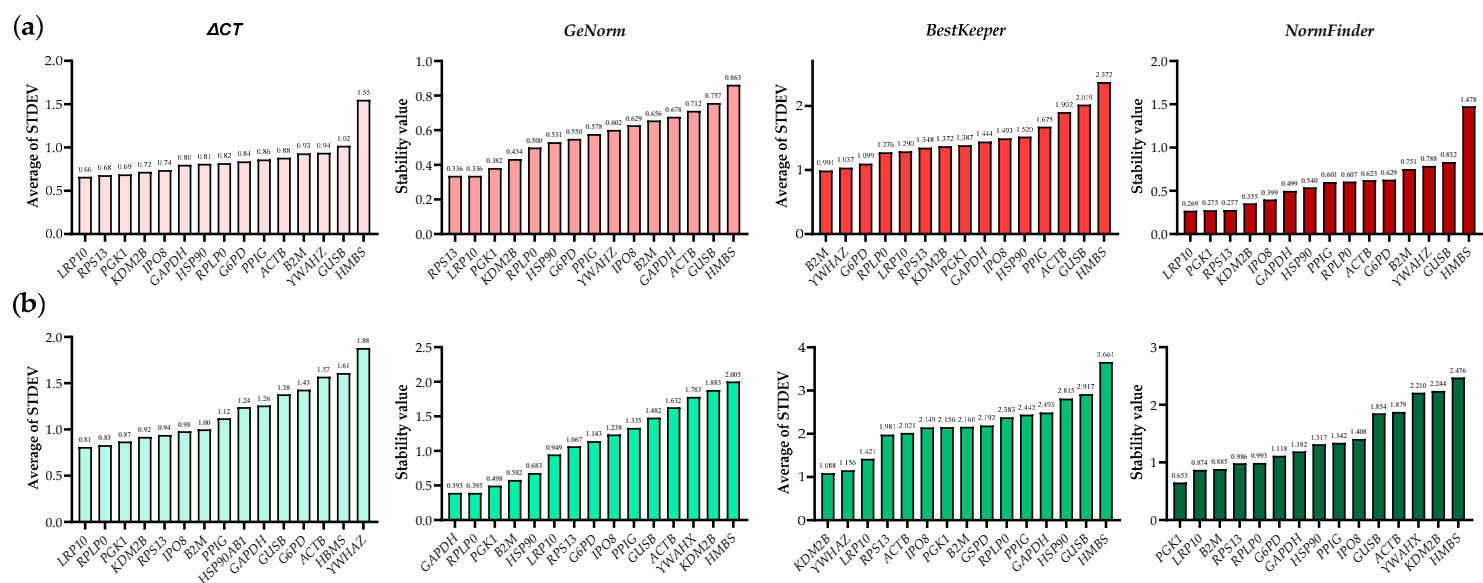 (a)
ΔCT
Average of STDEV
2.0
1.5
1.0
0.5
0.0
0.66 0.68 0.69 0.72 0.74 0.80 0.81 0.82 0.84 0.86 0.88 0.93 0.94 1.02 1.55
LRP10 RPS13 PGK1 KDM2B IPO8 GAPDH HSP90 RPLP0 G6PD PPIG ACTB B2M YWAHZ GUSB HMBS
GeNorm
Stability value
1.0
0.8
0.6
0.4
0.2
0.0
0.336 0.336 0.382 0.434 0.500 0.531 0.550 0.578 0.602 0.629 0.656 0.678 0.712 0.757 0.863
RPS13 LRP10 PGK1 KDM2B RPLP0 HSP90 G6PD PPIG YWAHZ IPO8 B2M GAPDH ACTB GUSB HMBS
BestKeeper
Average of STDEV
2
1
0
0.991 1.037 1.099 1.276 1.290 1.348 1.372 1.387 1.444 1.493 1.520 1.675 1.902 2.019 2.372
B2M YWHAZ G6PD RPLP0 LRP10 RPS13 KDM2B PGK1 GAPDH IPO8 HSP90 PPIG ACTB GUSB HMBS
NormFinder
Stability value
2.0
1.5
1.0
0.5
0.0
0.269 0.275 0.277 0.355 0.399 0.499 0.540 0.601 0.607 0.623 0.629 0.751 0.788 0.832 1.478
LRP10 PGK1 RPS13 KDM2B IPO8 GAPDH HSP90 PPIG RPLP0 ACTB G6PD B2M YWAHZ GUSB HMBS
(b)
Average of STDEV
2.0
1.5
1.0
0.5
0.0
0.81 0.83 0.87 0.92 0.94 0.98 1.00 1.12 1.24 1.26 1.38 1.43 1.57 1.61 1.88
LRP10 RPLP0 PGK1 KDM2B RPS13 IPO8 B2M PPIG HSP90AB1 GAPDH GUSB G6PD ACTB HBMS YWHAZ
Stability value
2.5
2.0
1.5
1.0
0.5
0.0
0.395 0.395 0.498 0.582 0.683 0.949 1.067 1.143 1.238 1.335 1.482 1.632 1.783 1.883 2.005
GAPDH RPLP0 PGK1 B2M HSP90 LRP10 RPS13 G6PD IPO8 PPIG GUSB ACTB YWAHX KDM2B HMBS
Average of STDEV
4
3
2
1
0
1.088 1.156 1.421 1.981 2.021 2.149 2.156 2.160 2.192 2.383 2.442 2.493 2.815 2.917 3.661
KDM2B YWHAZ LRP10 RPS13 ACTB IPO8 PGK1 B2M GSPD RPLP0 PPIG GAPDH HSP90 GUSB HMBS
Stability value
3
2
1
0
0.653 0.874 0.885 0.986 0.993 1.118 1.192 1.317 1.342 1.408 1.854 1.879 2.210 2.244 2.476
PGK1 LRP10 B2M RPS13 RPLP0 G6PD GAPDH HSP90 PPIG IPO8 GUSB ACTB YWAHX KDM2B HMBS